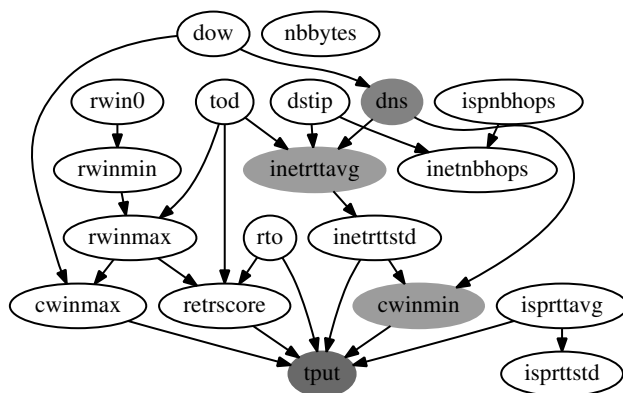 dow
nbbytes
rwin0
tod
dstip
dns
ispnbhops
rwinmin
inetrttavg
inetnbhops
rwinmax
rto
inetrttstd
cwinmax
retrscore
cwinmin
isprttavg
tput
isprttstd